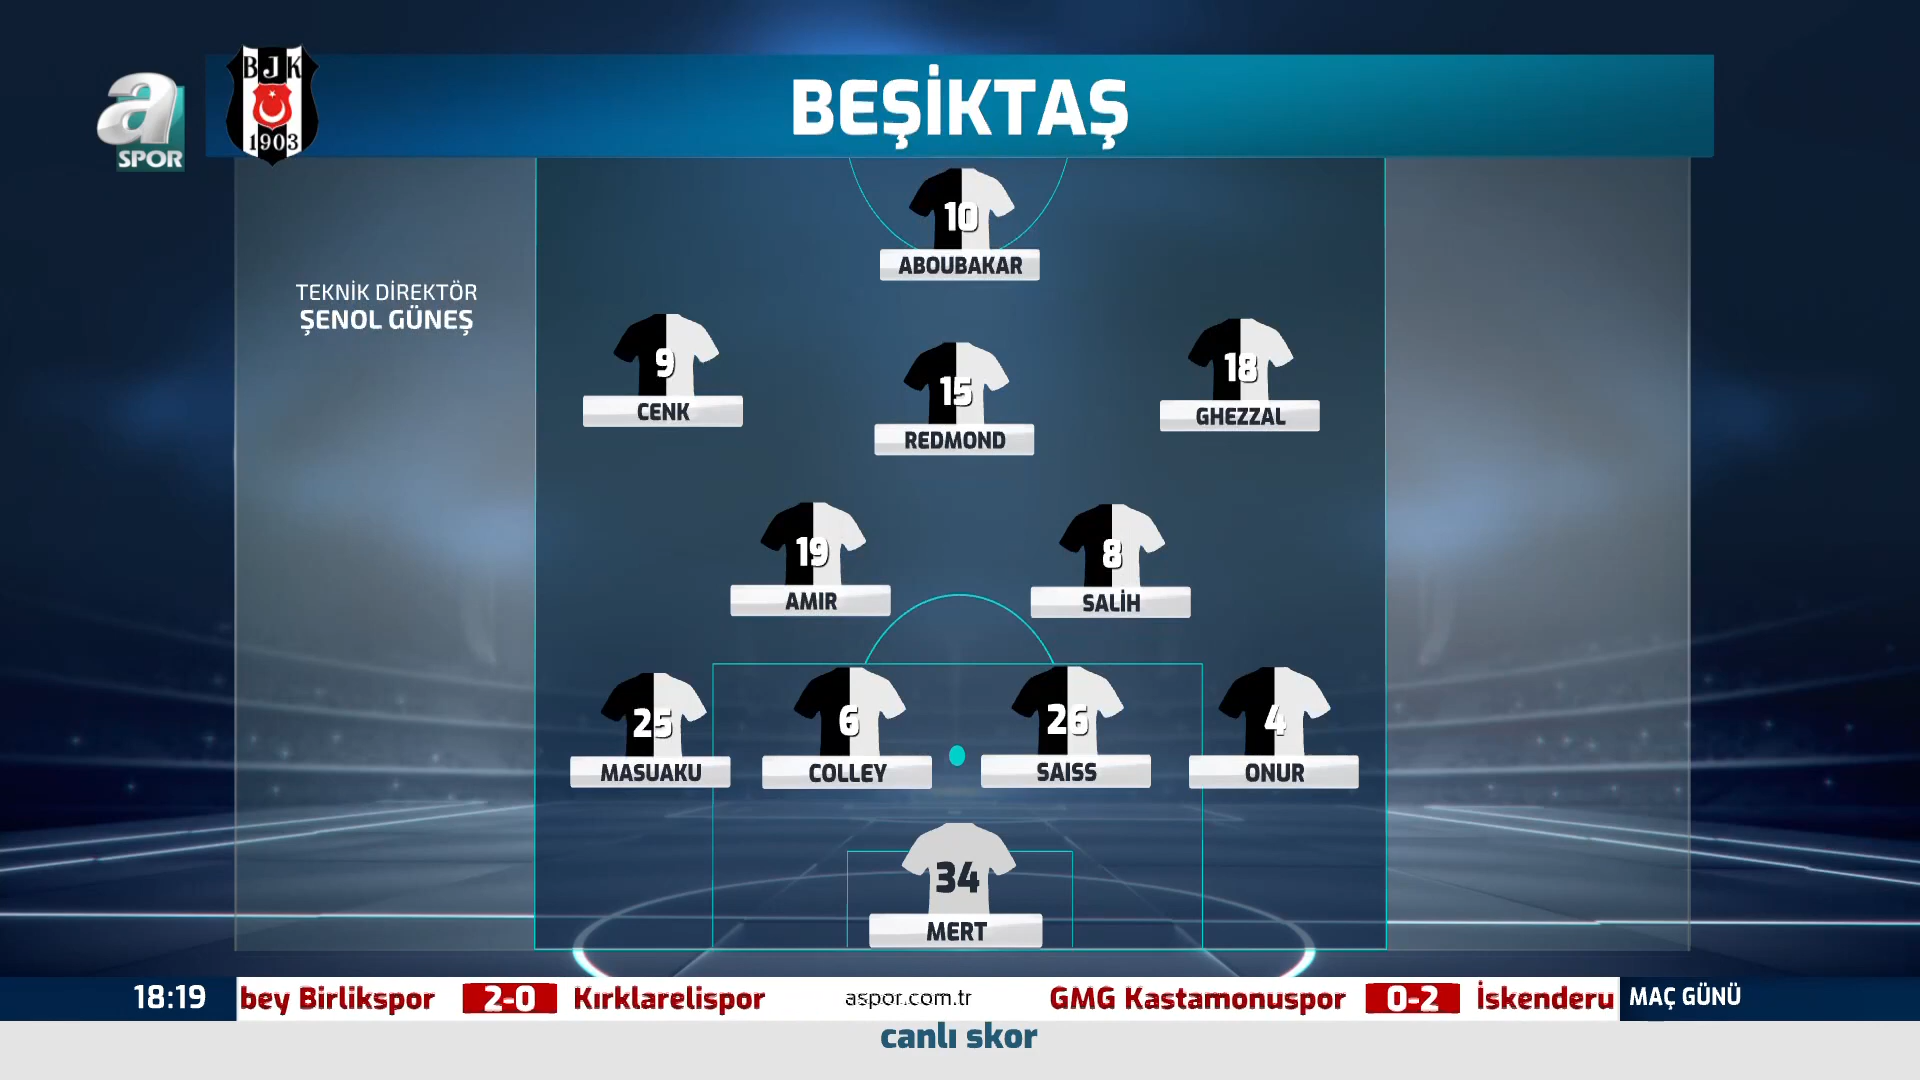 a
SPOR
BJK
1903
BEŞİKTAŞ
TEKNİK DİREKTÖR
ŞENOL GÜNEŞ
10
ABOUBAKAR
9
CENK
15
REDMOND
18
GHEZZAL
19
AMIR
8
SALİH
25
MASUAKU
6
COLLEY
26
SAISS
4
ONUR
34
MERT
18:19 bey Birlikspor 2-0 Kırklarelispor aspor.com.tr GMG Kastamonuspor 0-2 İskenderu MAÇ GÜNÜ
canlı skor